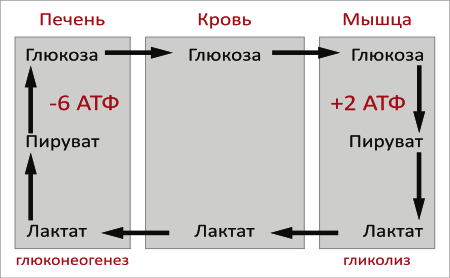 Печень Кровь Мышца
Глюкоза Глюкоза Глюкоза
-6 АТФ +2 АТФ
Пируват Пируват
Лактат Лактат Лактат
глюконеогенез гликолиз